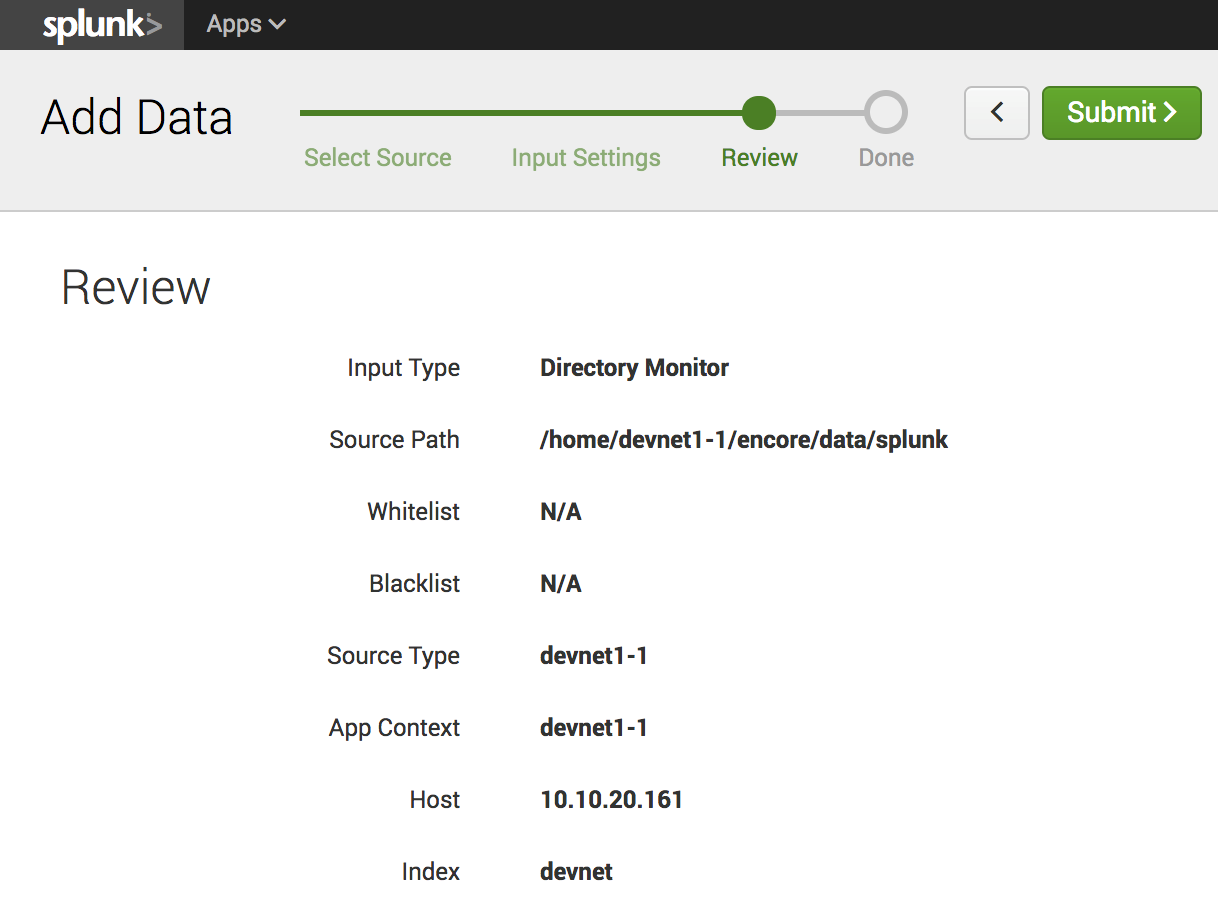 splunk> Apps
Add Data
Submit
Select Source Input Settings Review Done
Review
Input Type Directory Monitor
Source Path /home/devnet1-1/encore/data/splunk
Whitelist N/A
Blacklist N/A
Source Type devnet1-1
App Context devnet1-1
Host 10.10.20.161
Index devnet